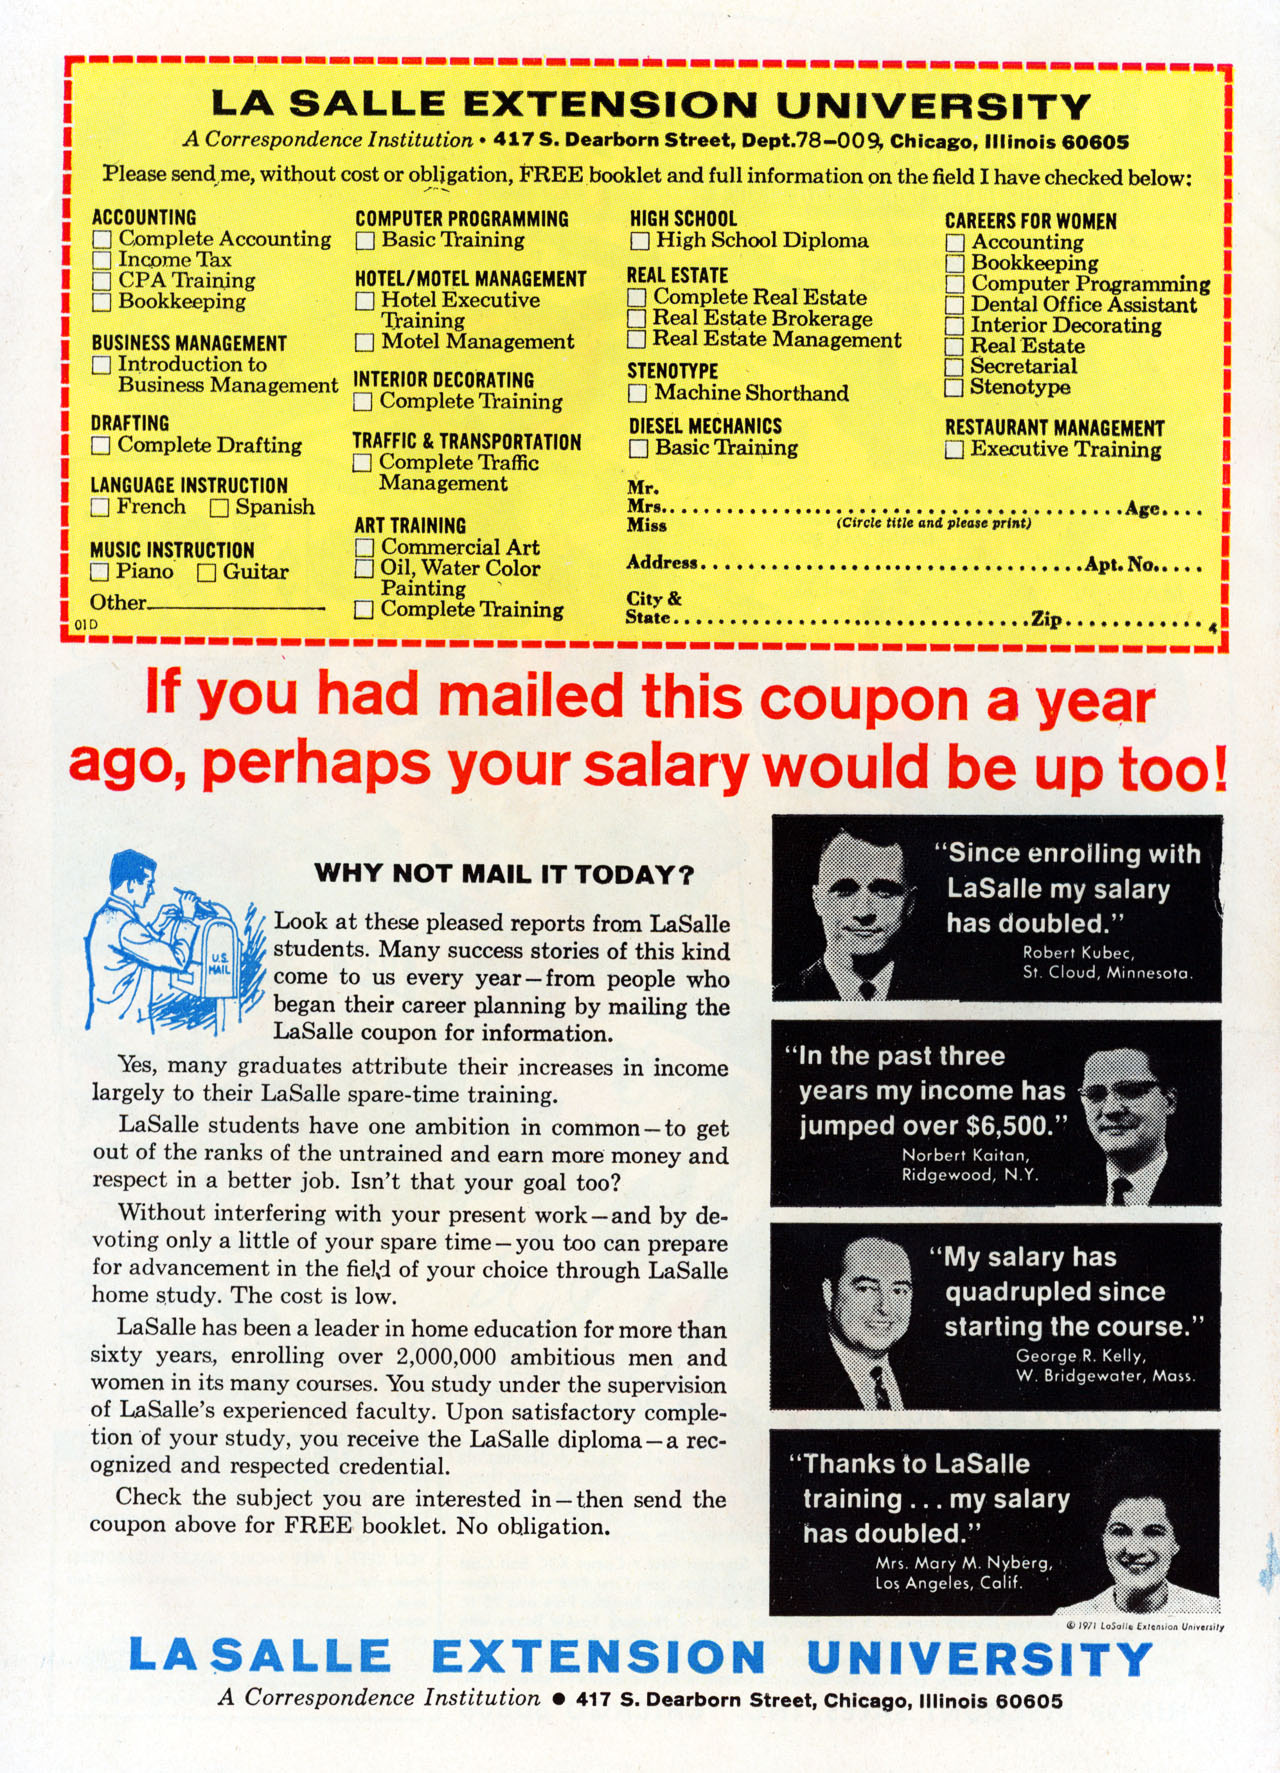 LA SALLE EXTENSION UNIVERSITY
A Correspondence Institution • 417 S. Dearborn Street, Dept. 78-009, Chicago, Illinois 60605
Please send me, without cost or obligation, FREE booklet and full information on the field I have checked below:
ACCOUNTING
Complete Accounting
Income Tax
CPA Training
Bookkeeping
BUSINESS MANAGEMENT
Introduction to
Business Management
DRAFTING
Complete Drafting
LANGUAGE INSTRUCTION
French Spanish
MUSIC INSTRUCTION
Piano Guitar
Other
01D
COMPUTER PROGRAMMING
Basic Training
HOTEL/MOTEL MANAGEMENT
Hotel Executive
Training
Motel Management
INTERIOR DECORATING
Complete Training
TRAFFIC & TRANSPORTATION
Complete Traffic
Management
ART TRAINING
Commercial Art
Oil, Water Color
Painting
Complete Training
HIGH SCHOOL
High School Diploma
REAL ESTATE
Complete Real Estate
Real Estate Brokerage
Real Estate Management
STENOTYPE
Machine Shorthand
DIESEL MECHANICS
Basic Training
CAREERS FOR WOMEN
Accounting
Bookkeeping
Computer Programming
Dental Office Assistant
Interior Decorating
Real Estate
Secretarial
Stenotype
RESTAURANT MANAGEMENT
Executive Training
Mr.
Mrs. Age
Miss (Circle title and please print)
Address Apt. No.
City &
State Zip
4
If you had mailed this coupon a year
ago, perhaps your salary would be up too!
WHY NOT MAIL IT TODAY?
U.S.
MAIL
Look at these pleased reports from LaSalle
students. Many success stories of this kind
come to us every year—from people who
began their career planning by mailing the
LaSalle coupon for information.
Yes, many graduates attribute their increases in income
largely to their LaSalle spare-time training.
LaSalle students have one ambition in common—to get
out of the ranks of the untrained and earn more money and
respect in a better job. Isn't that your goal too?
Without interfering with your present work—and by de-
voting only a little of your spare time—you too can prepare
for advancement in the field of your choice through LaSalle
home study. The cost is low.
LaSalle has been a leader in home education for more than
sixty years, enrolling over 2,000,000 ambitious men and
women in its many courses. You study under the supervision
of LaSalle's experienced faculty. Upon satisfactory comple-
tion of your study, you receive the LaSalle diploma—a rec-
ognized and respected credential.
Check the subject you are interested in—then send the
coupon above for FREE booklet. No obligation.
"Since enrolling with
LaSalle my salary
has doubled."
Robert Kubec,
St. Cloud, Minnesota.
"In the past three
years my income has
jumped over $6,500."
Norbert Kaitan,
Ridgewood, N.Y.
"My salary has
quadrupled since
starting the course."
George R. Kelly,
W. Bridgewater, Mass.
"Thanks to LaSalle
training ... my salary
has doubled."
Mrs. Mary M. Nyberg,
Los Angeles, Calif.
© 1971 LaSalle Extension University
LA SALLE EXTENSION UNIVERSITY
A Correspondence Institution ● 417 S. Dearborn Street, Chicago, Illinois 60605